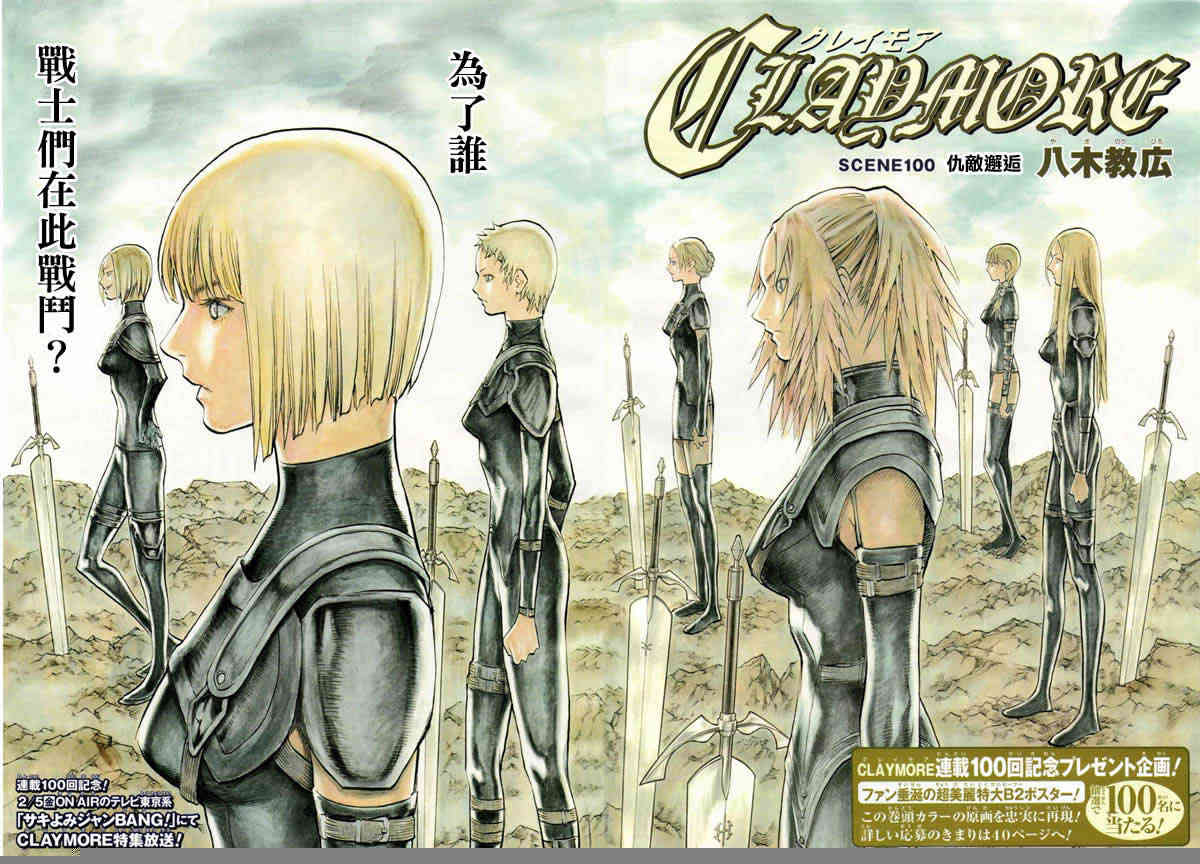 クレイモア
CLAYMORE
SCENE100 仇敵邂逅 八木教広
為了誰
戰士們在此戰鬥?
連載100回記念!
2/5㊎ON AIRのテレビ東京系
「サキよみジャンBANG!」にて
CLAYMORE特集放送!
CLAYMORE連載100回記念プレゼント企画!
ファン垂涎の超美麗特大B2ポスター!
この巻頭カラーの原画を忠実に再現!
詳しい応募のきまりは40ページへ!
抽選で
100名に
当たる!